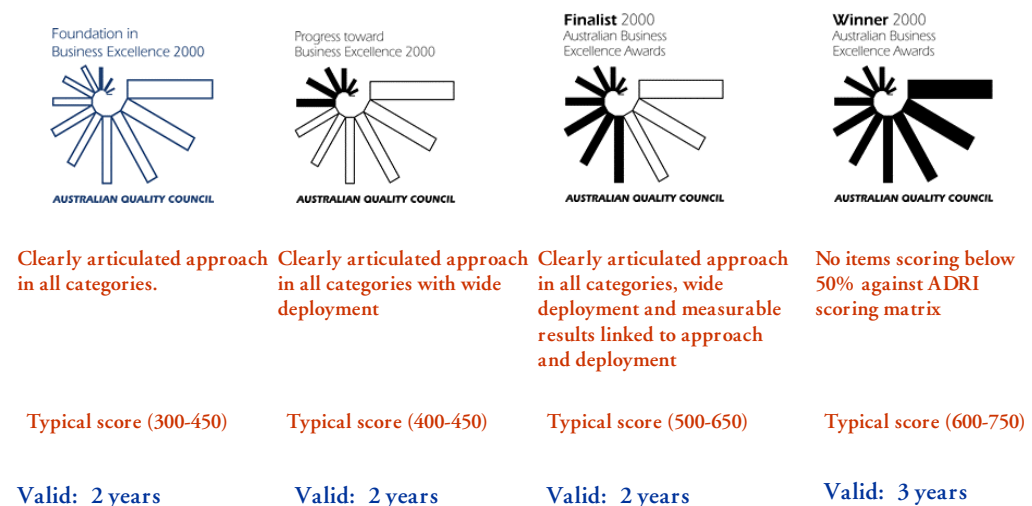 Foundation in
Business Excellence 2000
AUSTRALIAN QUALITY COUNCIL
Clearly articulated approach
in all categories.
Typical score (300-450)
Valid: 2 years
Progress toward
Business Excellence 2000
AUSTRALIAN QUALITY COUNCIL
Clearly articulated approach
in all categories with wide
deployment
Typical score (400-450)
Valid: 2 years
Finalist 2000
Australian Business
Excellence Awards
AUSTRALIAN QUALITY COUNCIL
Clearly articulated approach
in all categories, wide
deployment and measurable
results linked to approach
and deployment
Typical score (500-650)
Valid: 2 years
Winner 2000
Australian Business
Excellence Awards
AUSTRALIAN QUALITY COUNCIL
No items scoring below
50% against ADRI
scoring matrix
Typical score (600-750)
Valid: 3 years